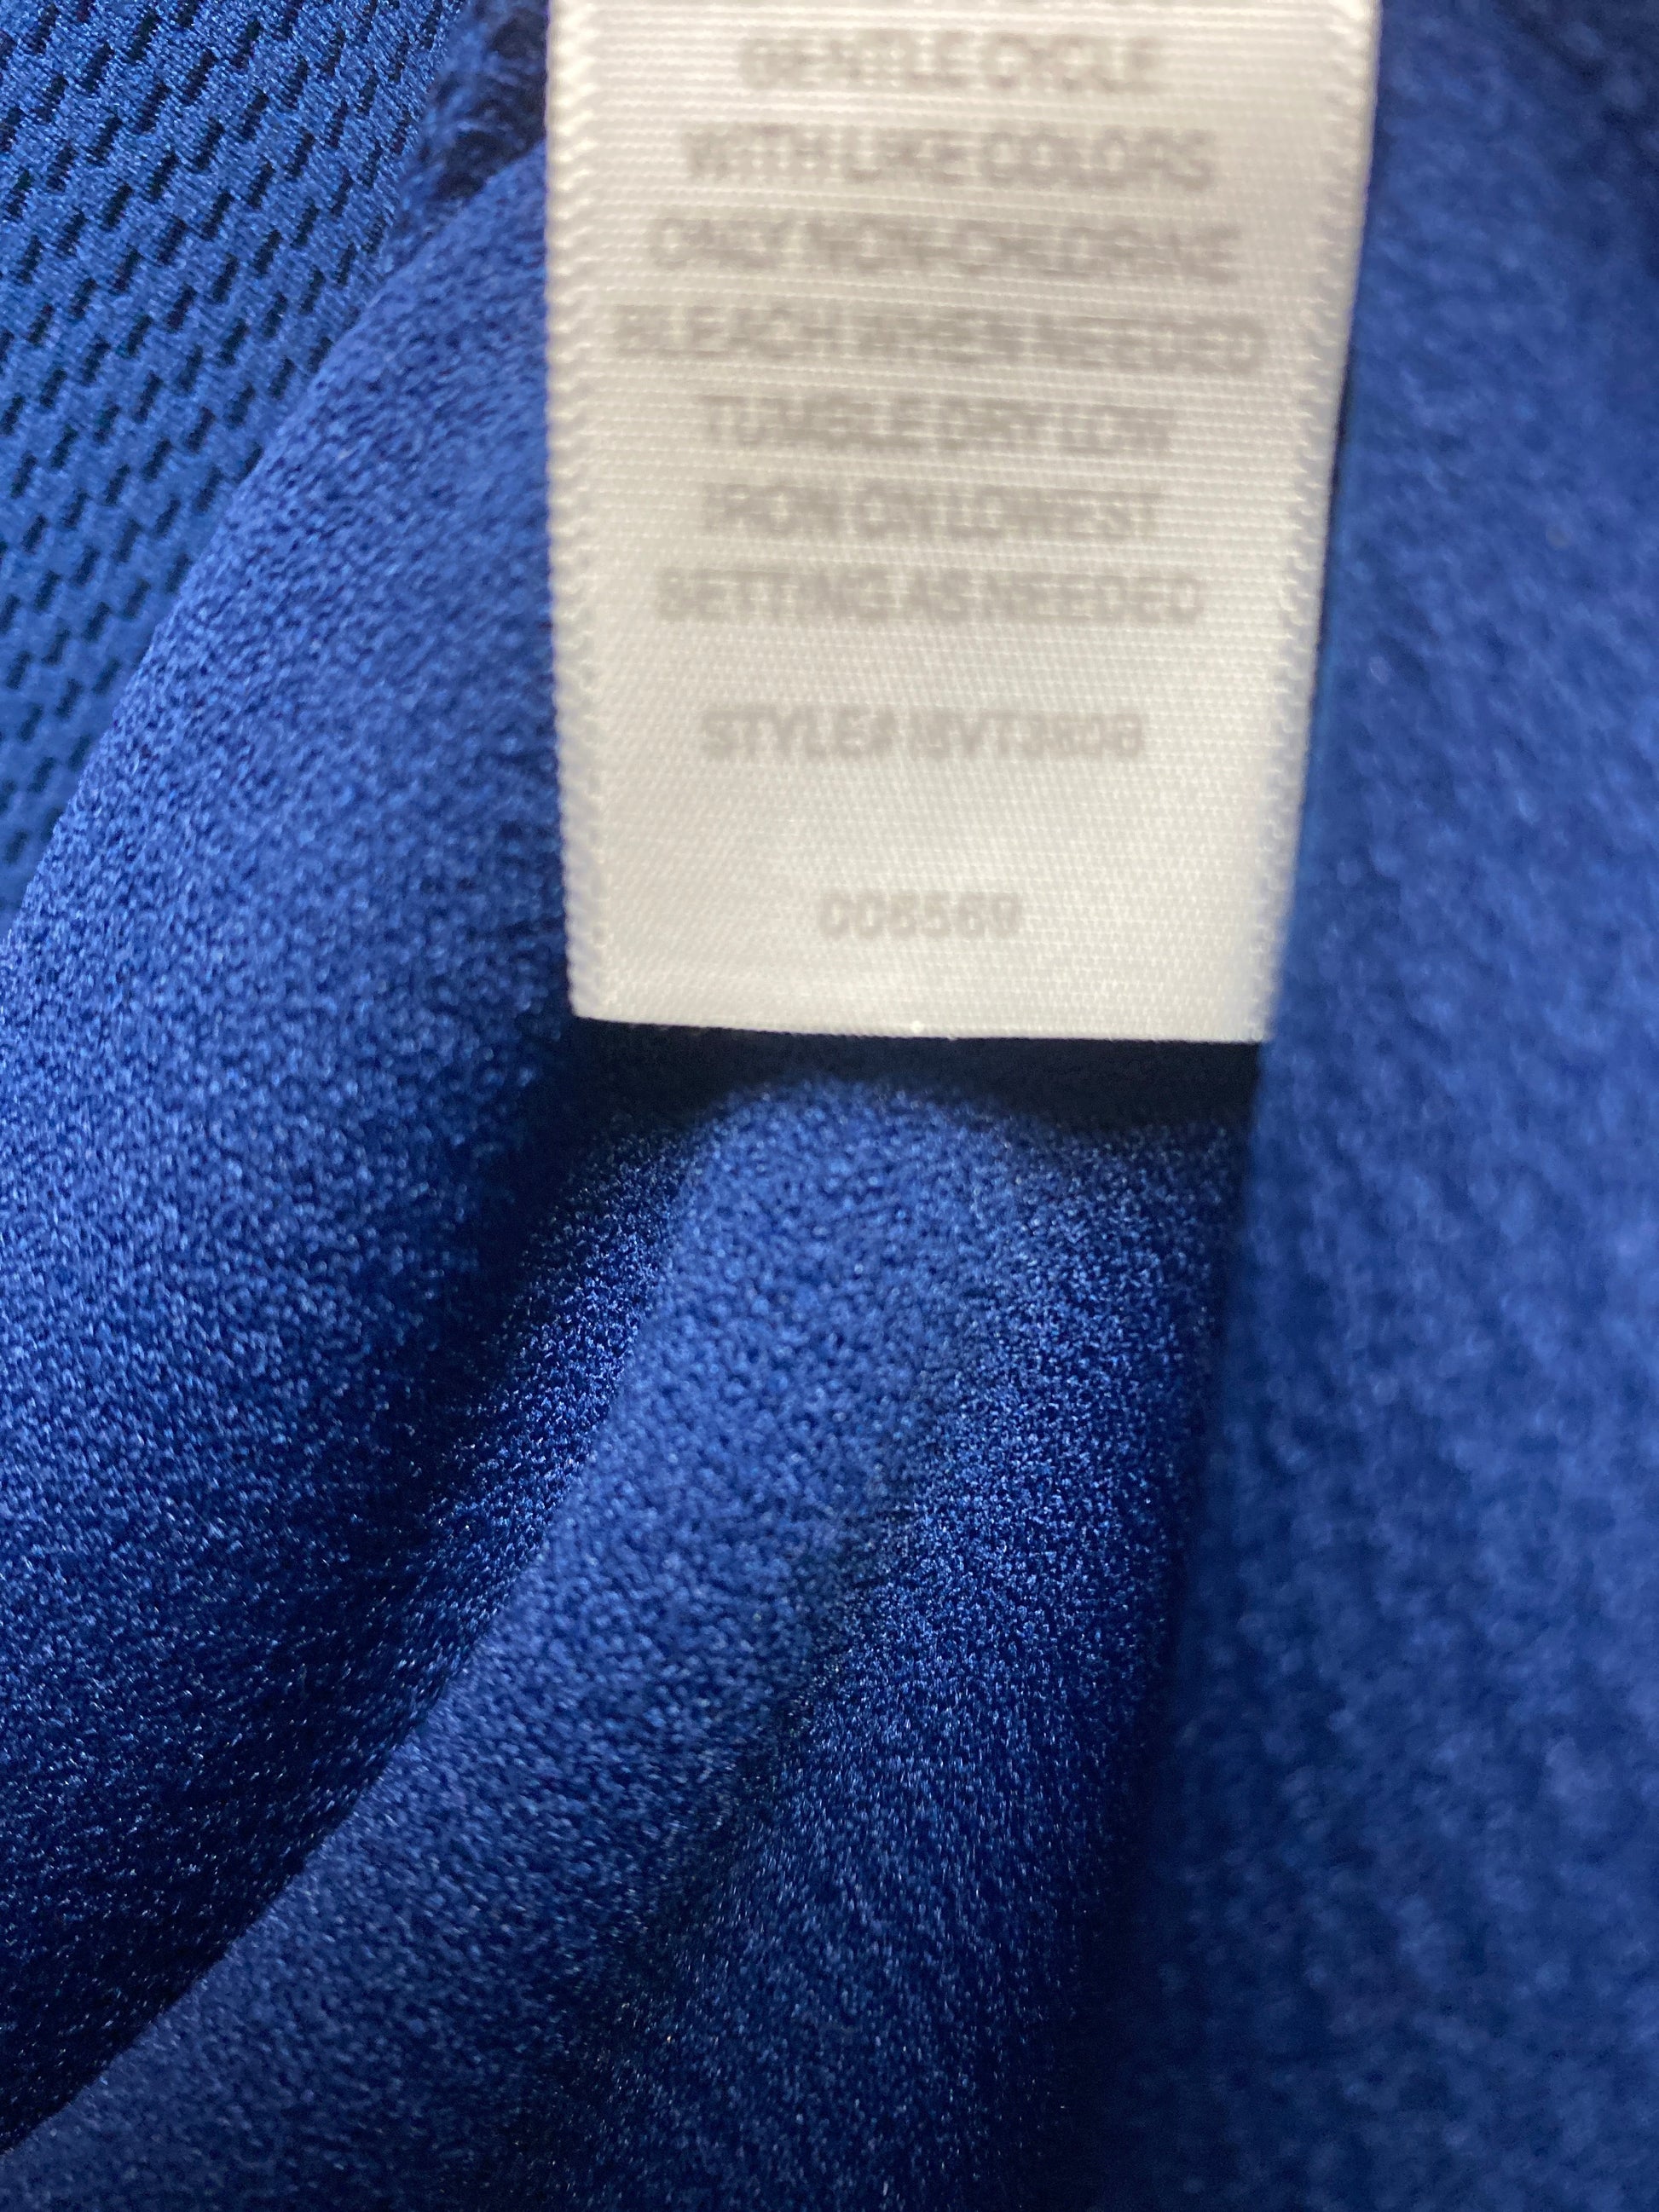 GENTLE CYCLE
WITH LIKE COLORS
ONLY NON-CHLORINE
BLEACH WHEN NEEDED
TUMBLE DRY LOW
IRON ON LOWEST
SETTING AS NEEDED
STYLE#